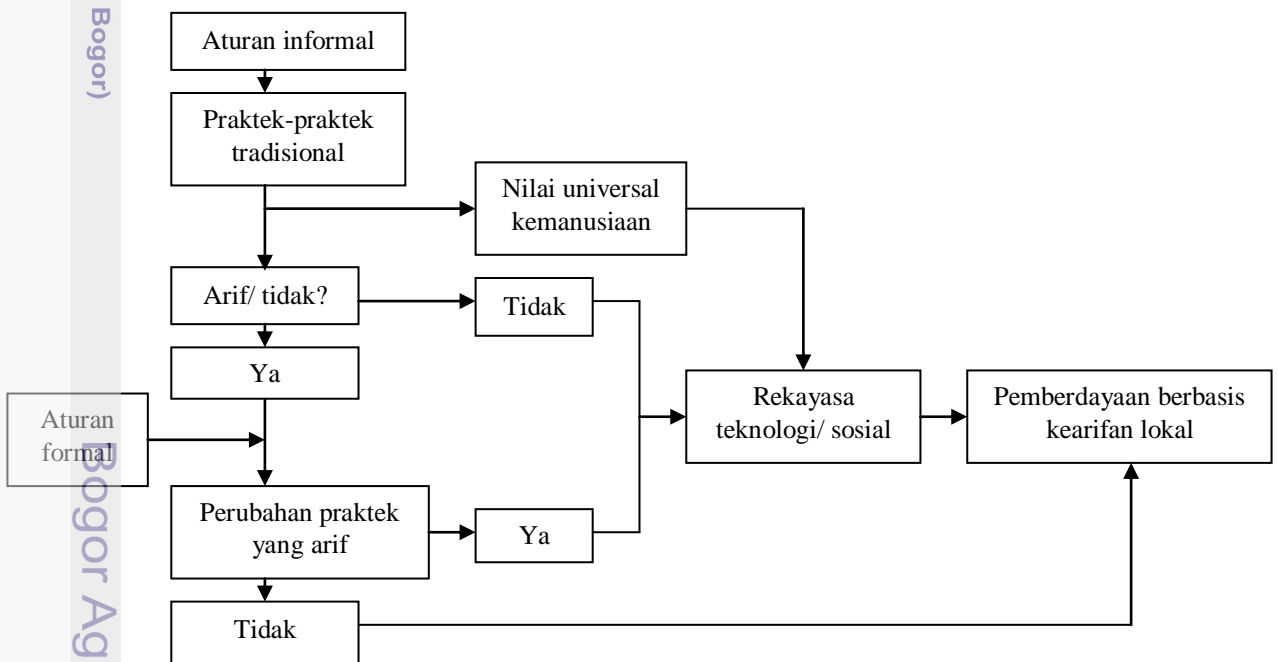 Bogor)
Aturan informal
Praktek-praktek
tradisional
Nilai universal
kemanusiaan
Arif/ tidak?
Tidak
Ya
Aturan
formal
Rekayasa
teknologi/ sosial
Pemberdayaan berbasis
kearifan lokal
Perubahan praktek
yang arif
Ya
Tidak
Bogor Ag